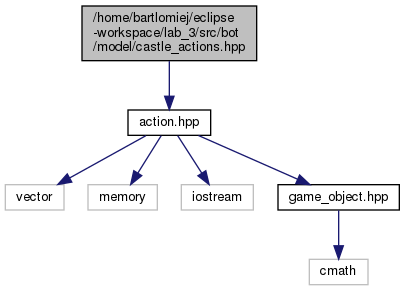 /home/bartlomiej/eclipse
-workspace/lab_3/src/bot
/model/castle_actions.hpp
action.hpp
vector
memory
iostream
game_object.hpp
cmath